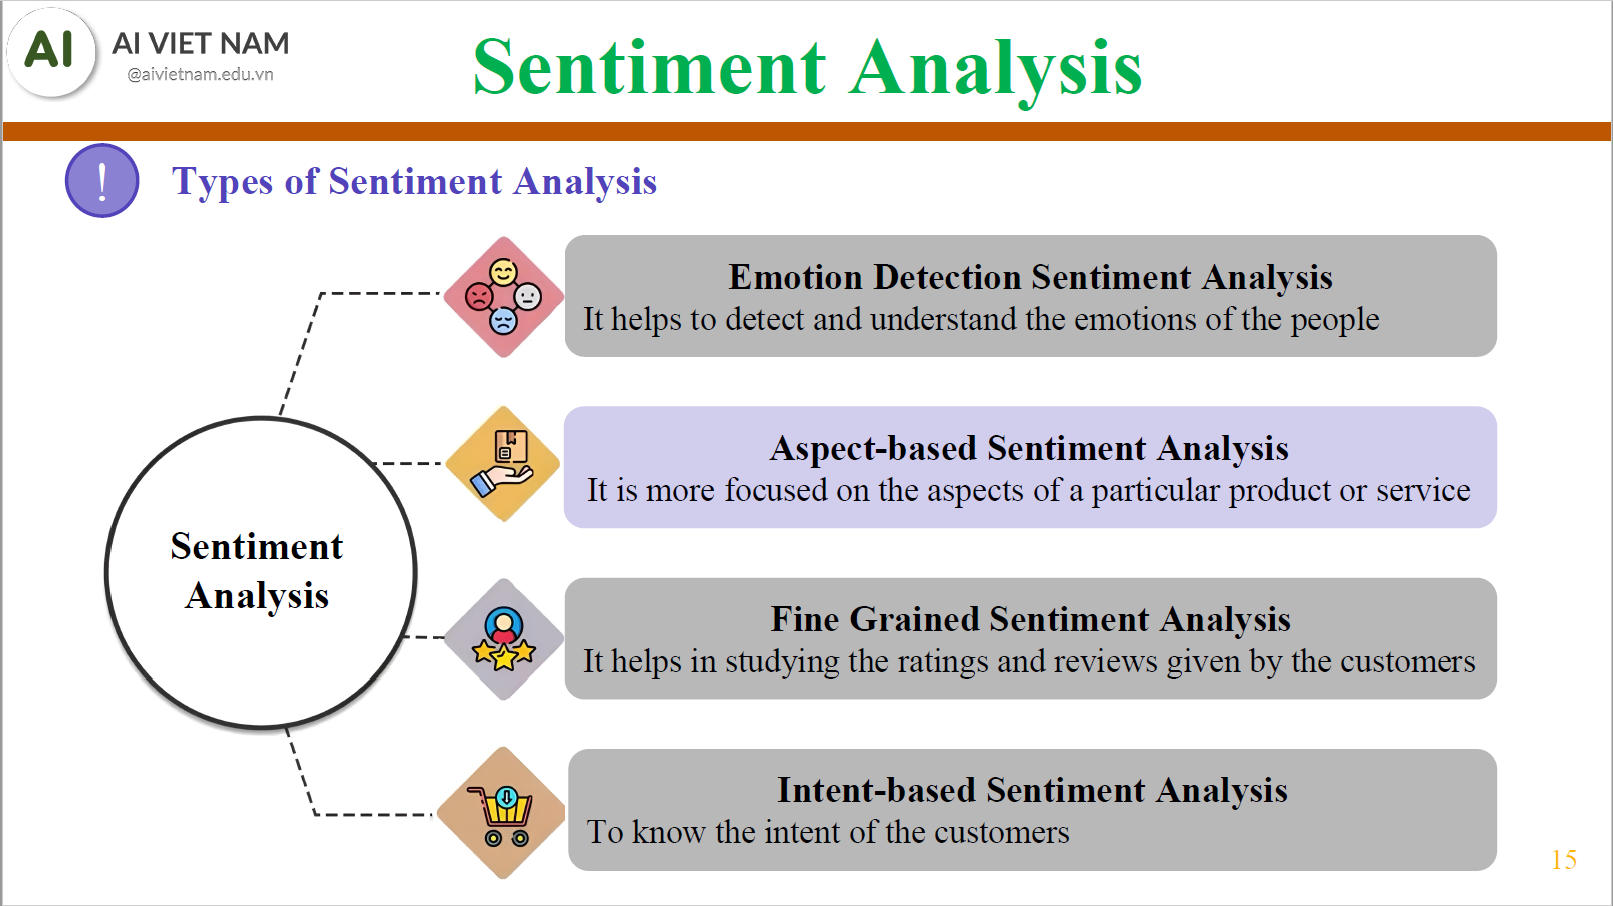 AI
AI VIET NAM
@aivietnam.edu.vn
Sentiment Analysis
!
Types of Sentiment Analysis
Emotion Detection Sentiment Analysis
It helps to detect and understand the emotions of the people
Aspect-based Sentiment Analysis
It is more focused on the aspects of a particular product or service
Sentiment
Analysis
Fine Grained Sentiment Analysis
It helps in studying the ratings and reviews given by the customers
Intent-based Sentiment Analysis
To know the intent of the customers
15